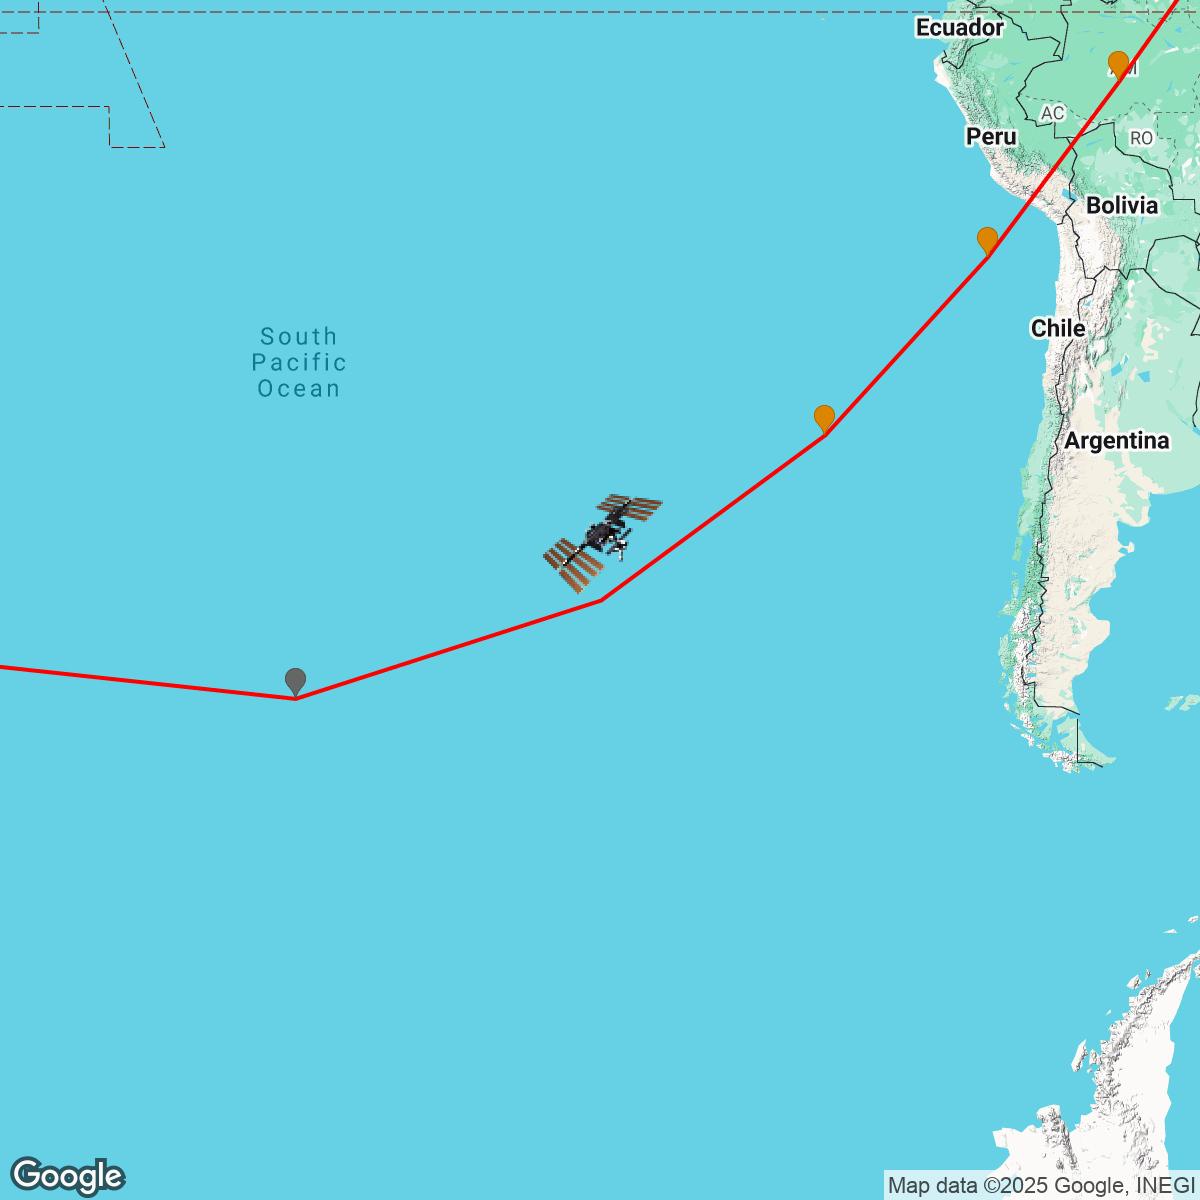 Ecuador
AC
Peru
RO
Bolivia
South
Pacific
Ocean
Chile
Argentina
Google
Map data ©2025 Google, INEGI